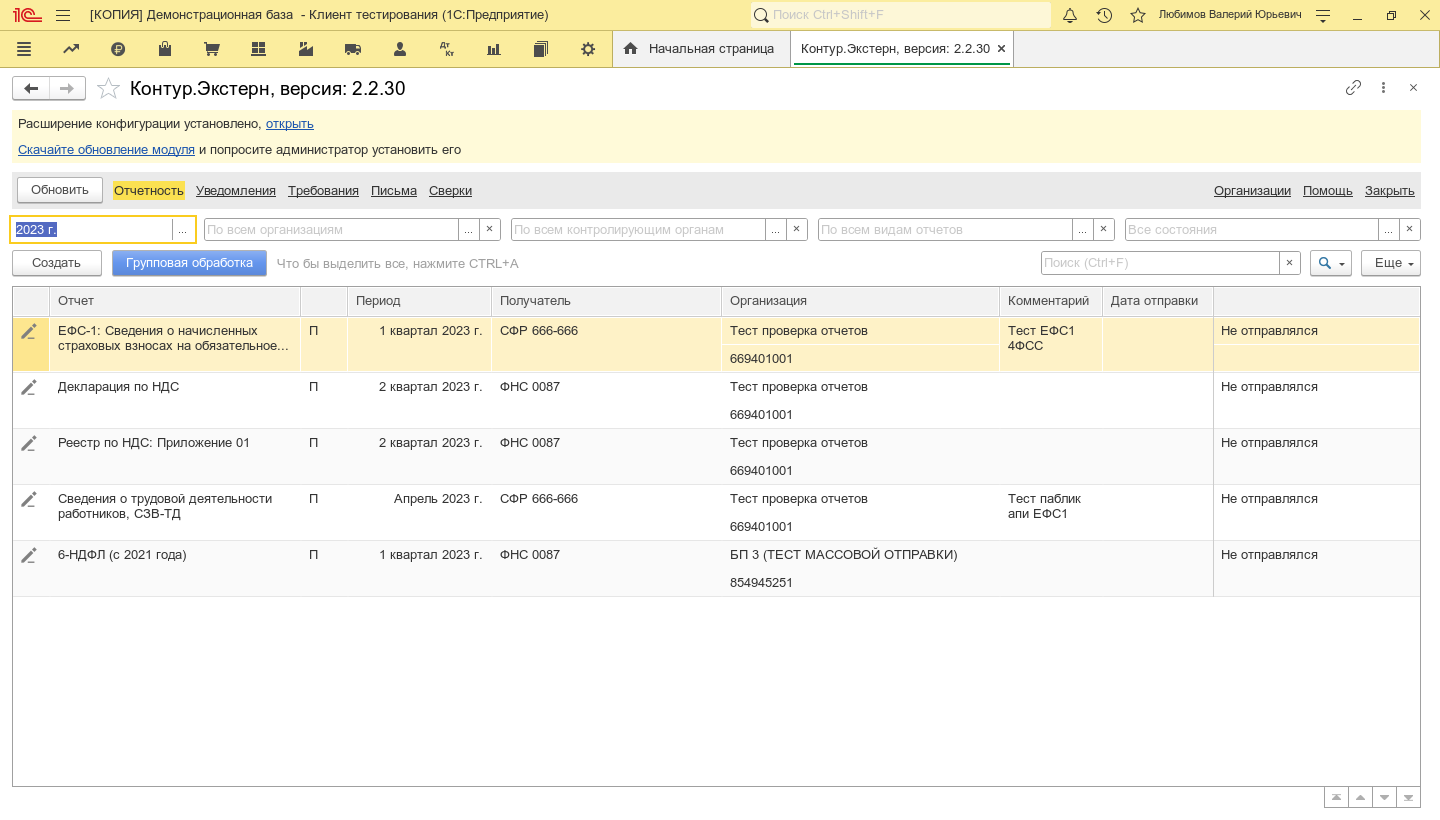 [КОПИЯ] Демонстрационная база - Клиент тестирования (1С:Предприятие)
Поиск Ctrl+Shift+F
Любимов Валерий Юрьевич
Дт Кт
Начальная страница
Контур.Экстерн, версия: 2.2.30
Контур.Экстерн, версия: 2.2.30
Расширение конфигурации установлено, открыть
Скачайте обновление модуля и попросите администратор установить его
Обновить Отчетность Уведомления Требования Письма Сверки Организации Помощь Закрыть
2023 г. ... По всем организациям ... По всем контролирующим органам ... По всем видам отчетов ... Все состояния ...
Создать Групповая обработка Что бы выделить все, нажмите CTRL+A Поиск (Ctrl+F) Еще
Отчет Период Получатель Организация Комментарий Дата отправки
ЕФС-1: Сведения о начисленных П 1 квартал 2023 г. СФР 666-666 Тест проверка отчетов Тест ЕФС1 Не отправлялся
страховых взносах на обязательное... 4ФСС
669401001
Декларация по НДС П 2 квартал 2023 г. ФНС 0087 Тест проверка отчетов Не отправлялся
669401001
Реестр по НДС: Приложение 01 П 2 квартал 2023 г. ФНС 0087 Тест проверка отчетов Не отправлялся
669401001
Сведения о трудовой деятельности П Апрель 2023 г. СФР 666-666 Тест проверка отчетов Тест паблик Не отправлялся
работников, СЗВ-ТД апи ЕФС1
669401001
6-НДФЛ (с 2021 года) П 1 квартал 2023 г. ФНС 0087 БП 3 (ТЕСТ МАССОВОЙ ОТПРАВКИ) Не отправлялся
854945251